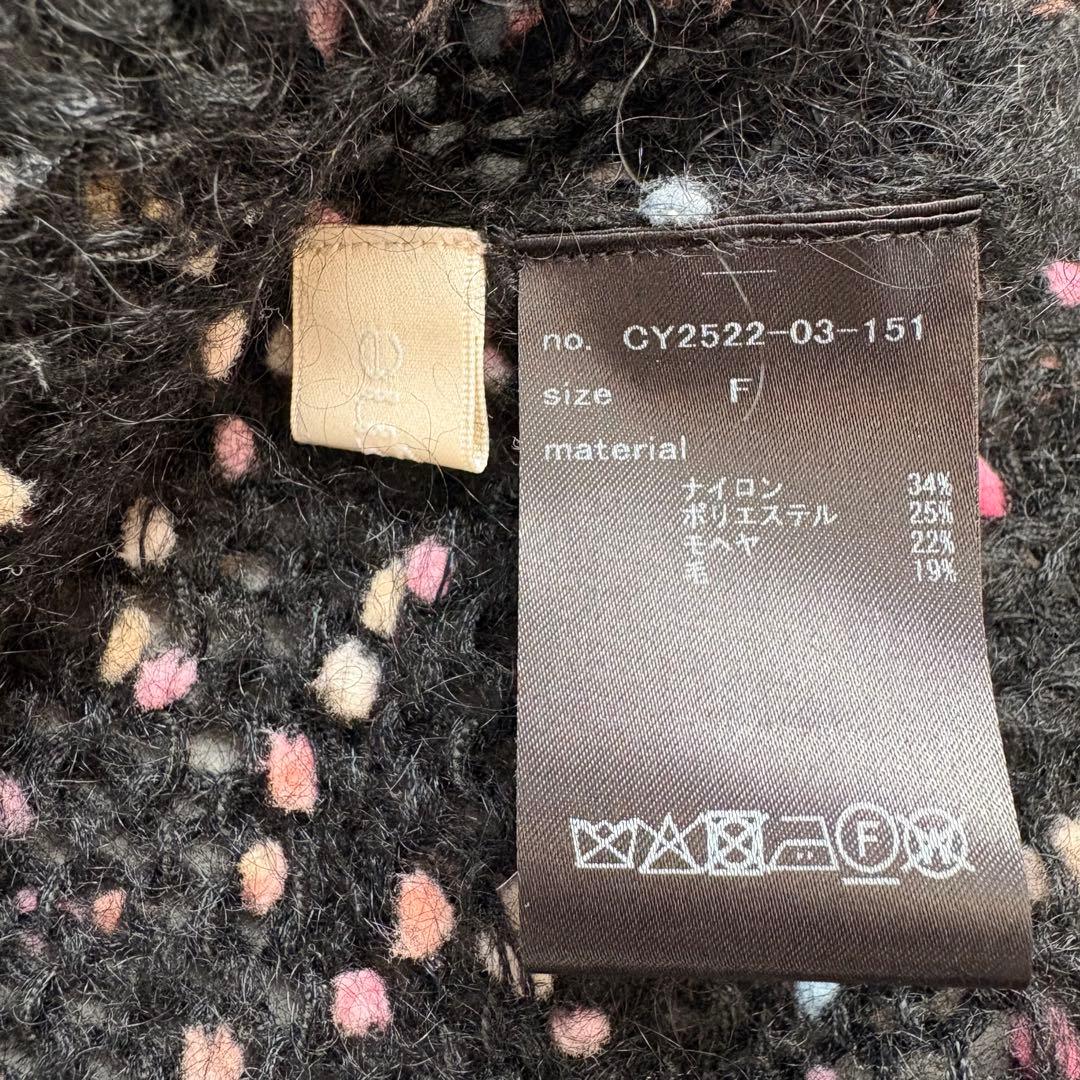 no. CY2522-03-151
size F
material
ナイロン 34%
ポリエステル 25%
モヘヤ 22%
毛 19%
F
W